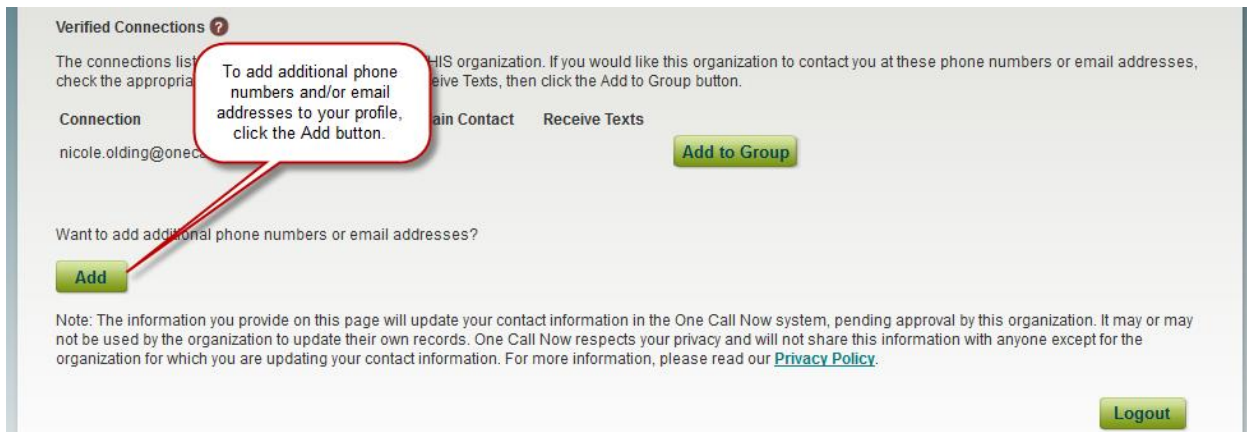 Verified Connections ?
The connections list HIS organization. If you would like this organization to contact you at these phone numbers or email addresses,
check the appropria eive Texts, then click the Add to Group button.
To add additional phone
numbers and/or email
addresses to your profile,
click the Add button.
Connection ain Contact Receive Texts
nicole.olding@onec Add to Group
Want to add additional phone numbers or email addresses?
Add
Note: The information you provide on this page will update your contact information in the One Call Now system, pending approval by this organization. It may or may
not be used by the organization to update their own records. One Call Now respects your privacy and will not share this information with anyone except for the
organization for which you are updating your contact information. For more information, please read our Privacy Policy.
Logout